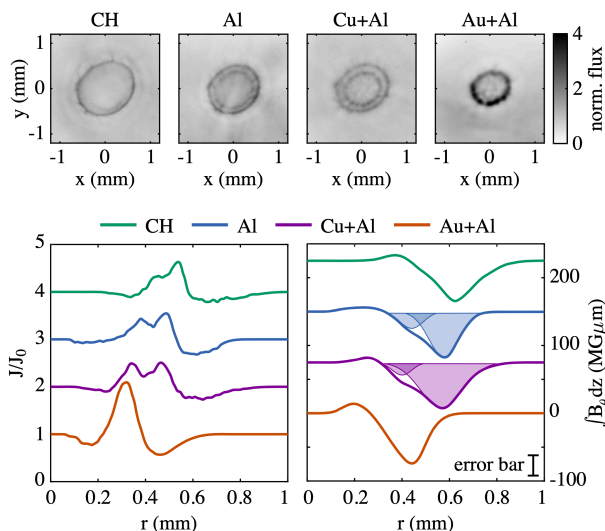 CH Al Cu+Al Au+Al
y (mm)
1
0
-1
-1 0 1 -1 0 1 -1 0 1 -1 0 1
x (mm) x (mm) x (mm) x (mm)
4
2
0
norm. flux
CH Al Cu+Al Au+Al
J/J₀
5
4
3
2
1
0
0 0.2 0.4 0.6 0.8 1
r (mm)
200
100
0
-100
∫Bθdz (MGμm)
error bar
0 0.2 0.4 0.6 0.8 1
r (mm)